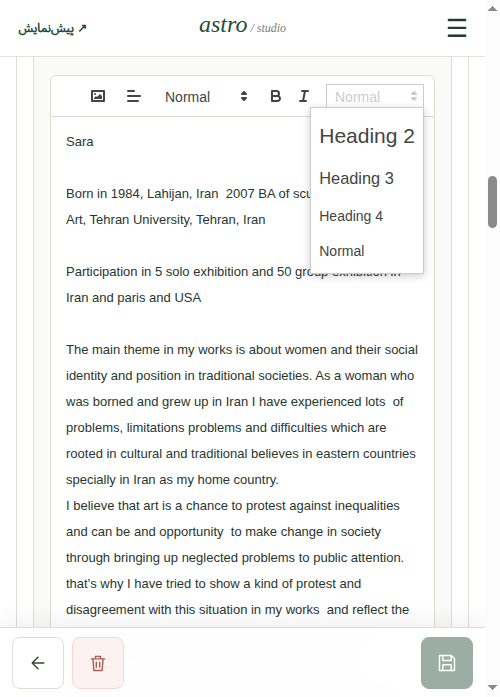 پیش‌نمایش ↗
astro / studio
Normal B I Normal
Heading 2
Heading 3
Heading 4
Normal
Sara
Born in 1984, Lahijan, Iran  2007 BA of
Art, Tehran University, Tehran, Iran
Participation in 5 solo exhibition and 50 group exhibition in
Iran and paris and USA
The main theme in my works is about women and their social
identity and position in traditional societies. As a woman who
was borned and grew up in Iran I have experienced lots  of
problems, limitations problems and difficulties which are
rooted in cultural and traditional believes in eastern countries
specially in Iran as my home country.
I believe that art is a chance to protest against inequalities
and can be and opportunity  to make change in society
through bringing up neglected problems to public attention.
that's why I have tried to show a kind of protest and
disagreement with this situation in my works  and reflect the